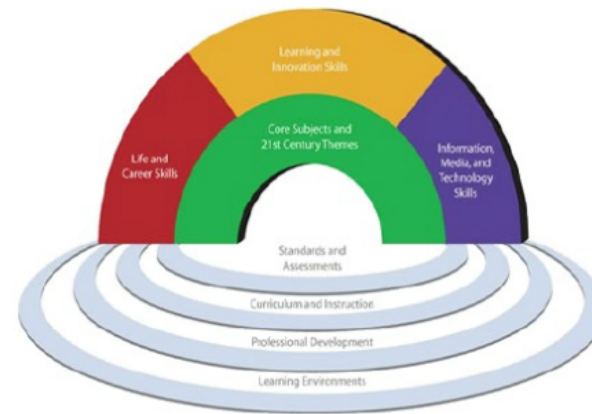 Learning and
Innovation Skills
Core Subjects and
21st Century Themes
Life and
Career Skills
Information,
Media, and
Technology
Skills
Standards and
Assessments
Curriculum and Instruction
Professional Development
Learning Environments